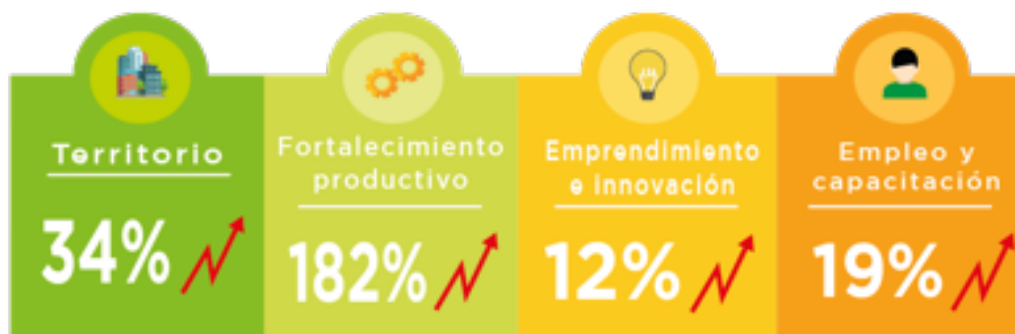 Territorio
34%
Fortalecimiento
productivo
182%
Emprendimiento
e innovación
12%
Empleo y
capacitación
19%